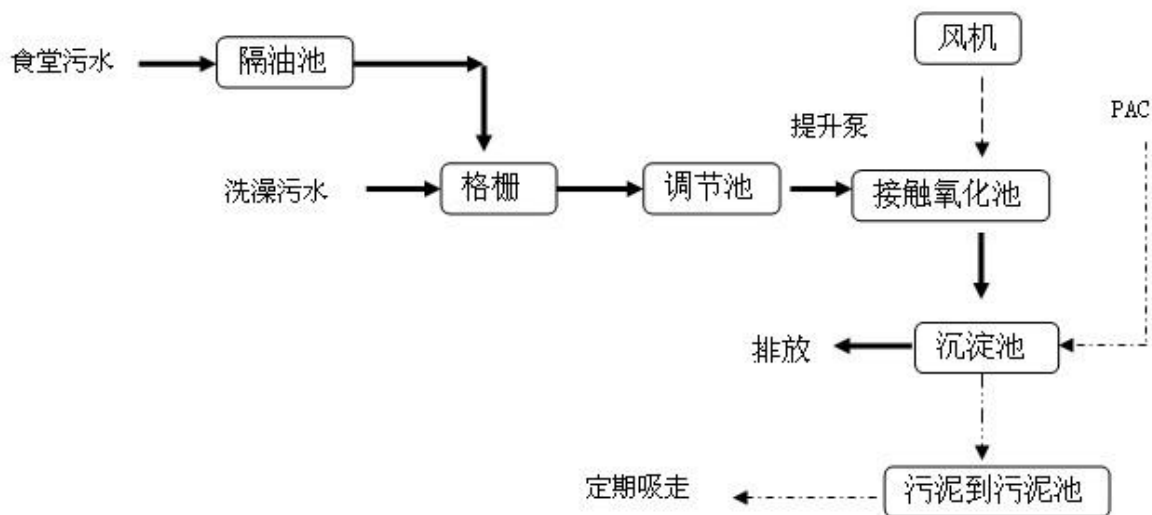 风机
食堂污水
隔油池
PAC
提升泵
洗澡污水
格栅
调节池
接触氧化池
排放
沉淀池
定期吸走
污泥到污泥池